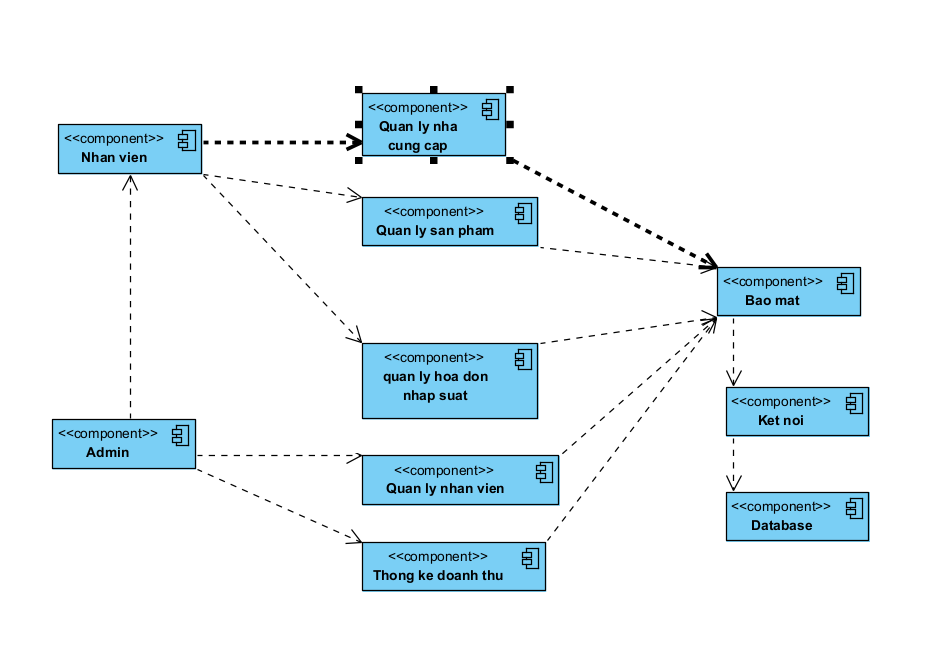 <<component>>
Nhan vien
<<component>>
Quan ly nha
cung cap
<<component>>
Quan ly san pham
<<component>>
Bao mat
<<component>>
quan ly hoa don
nhap suat
<<component>>
Ket noi
<<component>>
Admin
<<component>>
Quan ly nhan vien
<<component>>
Database
<<component>>
Thong ke doanh thu